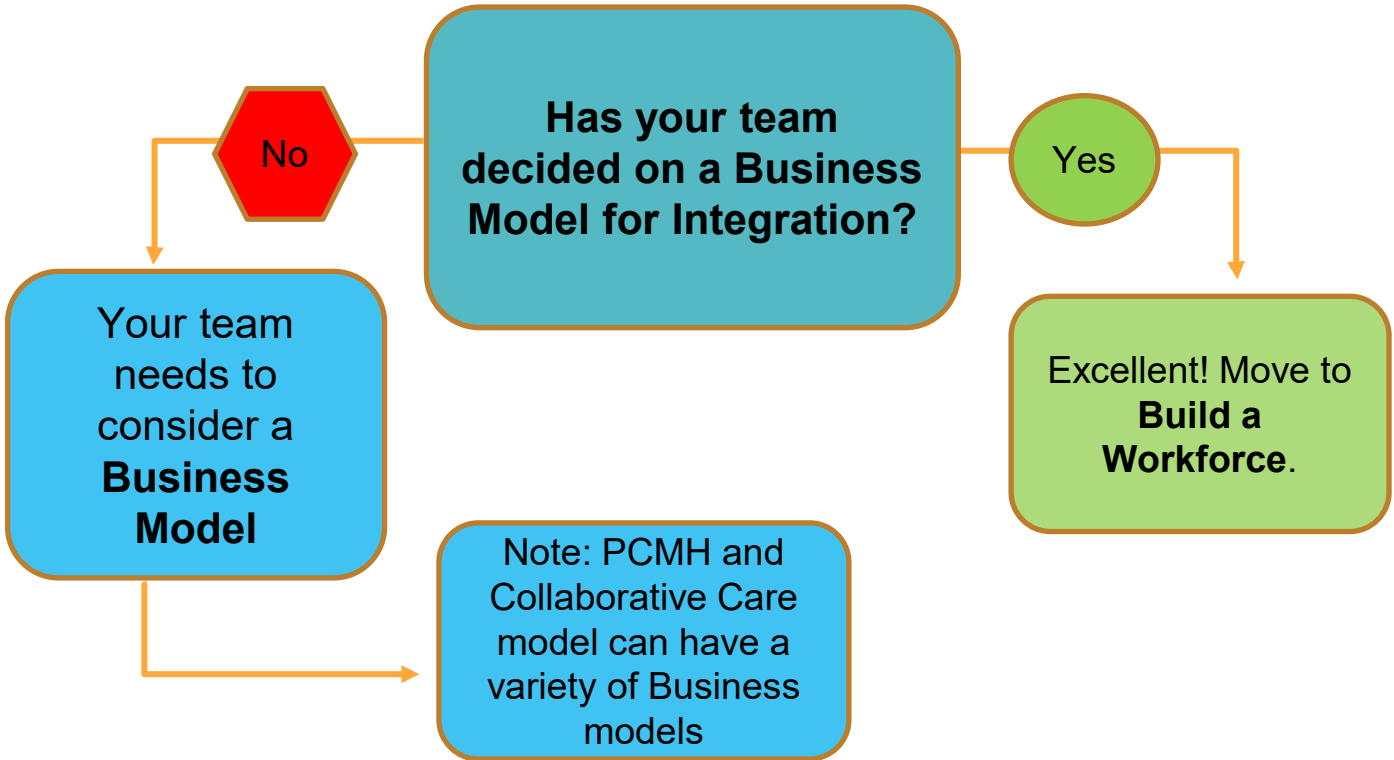 Has your team
decided on a Business
Model for Integration?
No
Yes
Your team
needs to
consider a
Business
Model
Excellent! Move to
Build a
Workforce.
Note: PCMH and
Collaborative Care
model can have a
variety of Business
models